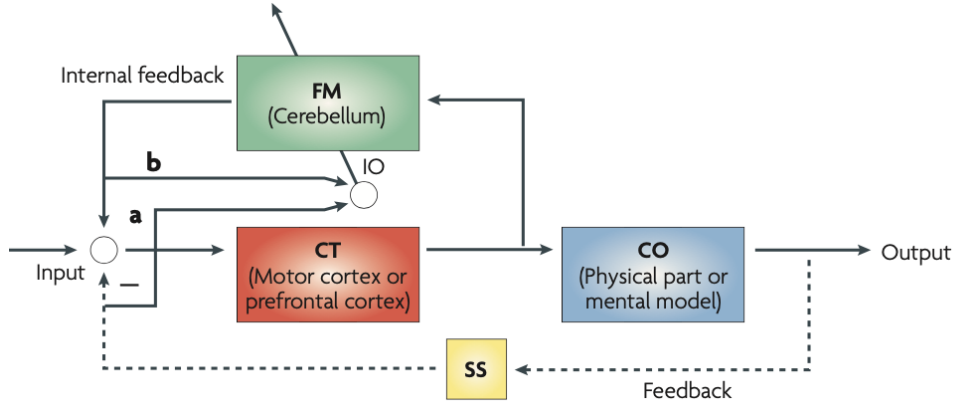 Internal feedback
FM
(Cerebellum)
b
IO
a
Input
–
CT
(Motor cortex or
prefrontal cortex)
CO
(Physical part or
mental model)
Output
SS
Feedback